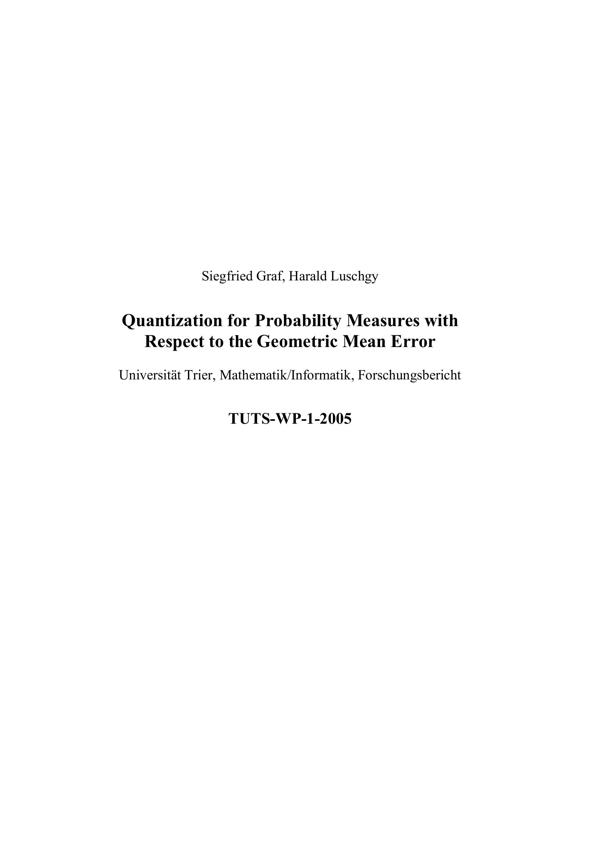 Siegfried Graf, Harald Luschgy
Quantization for Probability Measures with
Respect to the Geometric Mean Error
Universität Trier, Mathematik/Informatik, Forschungsbericht
TUTS-WP-1-2005